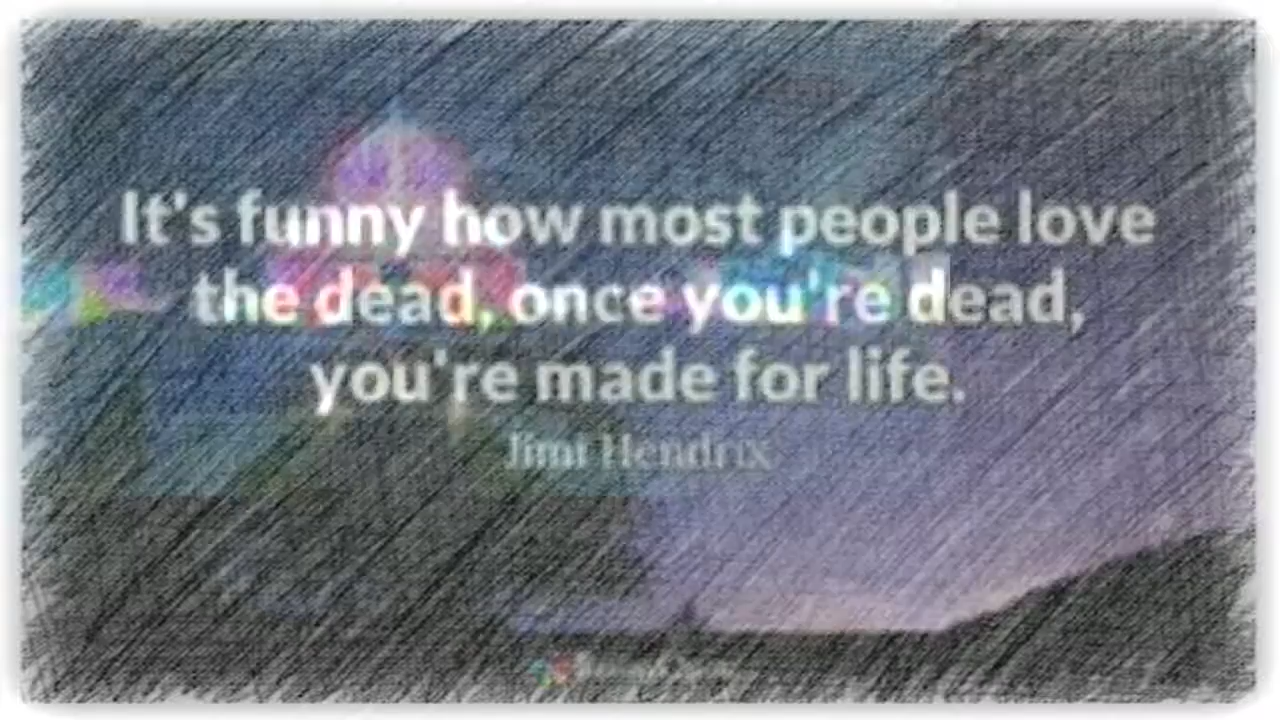 It's funny how most people love
the dead, once you're dead,
you're made for life.
Jimi Hendrix